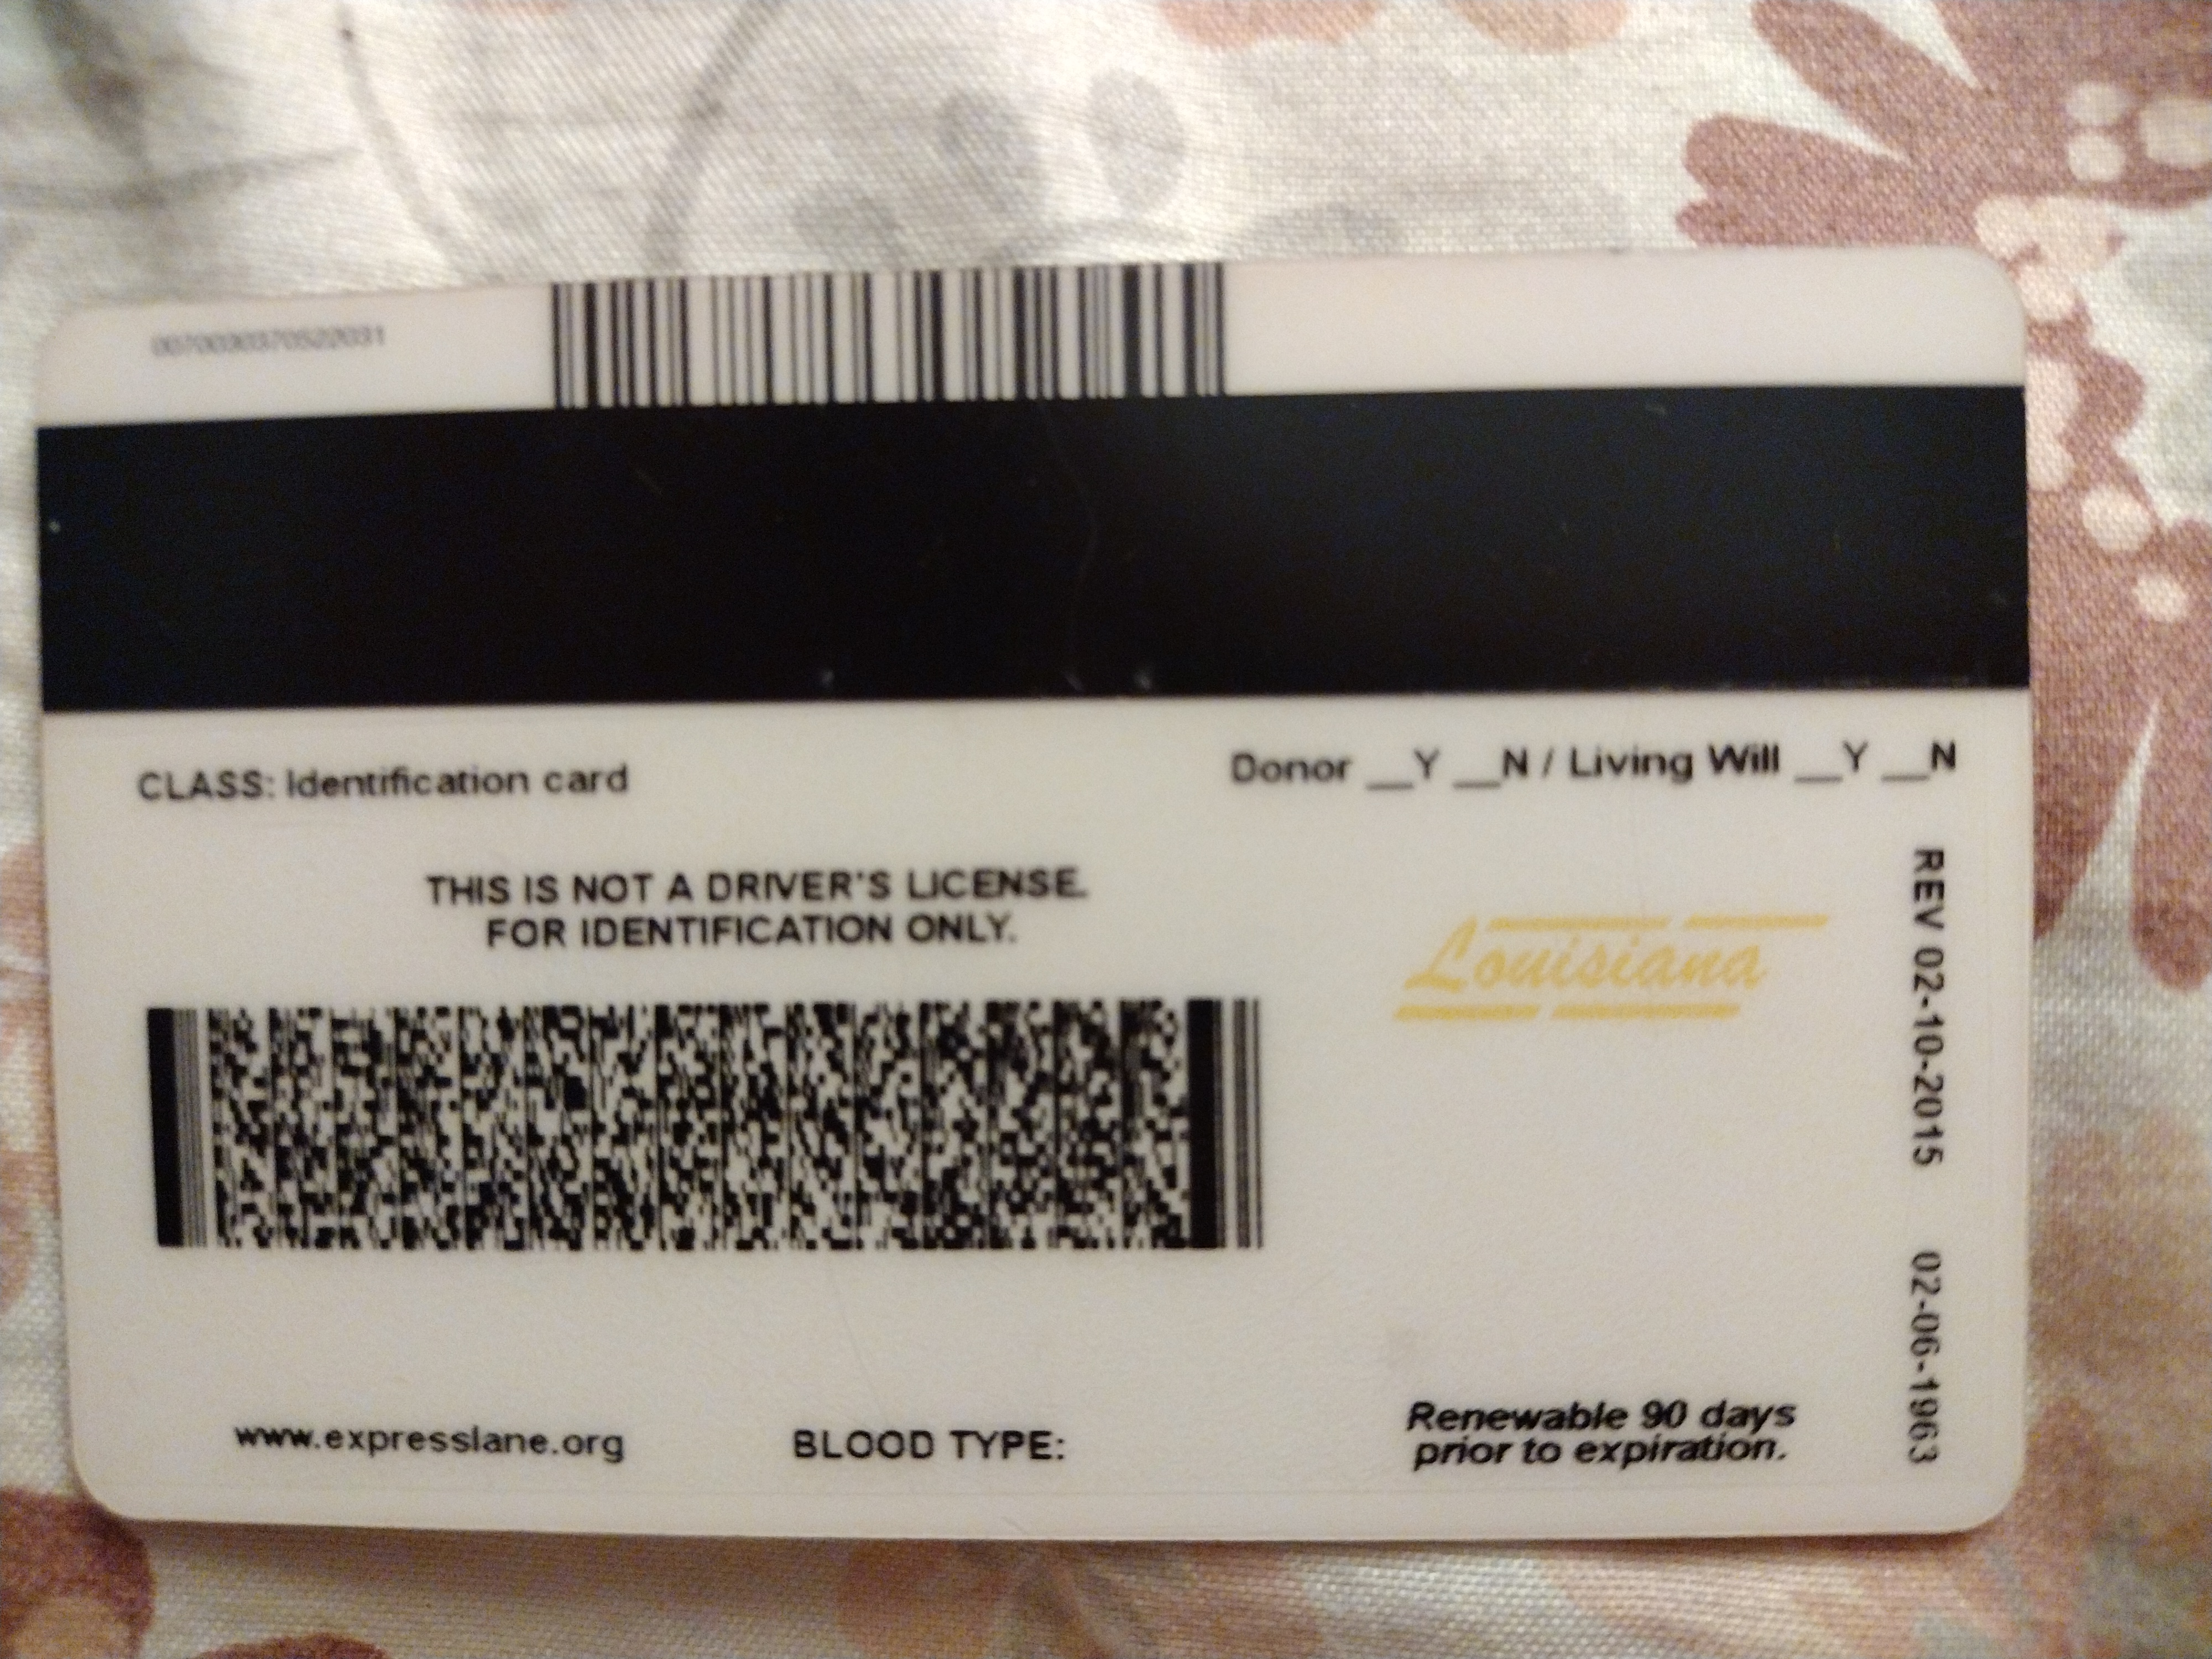 CLASS: Identification card
Donor __Y __N / Living Will __Y __N
THIS IS NOT A DRIVER'S LICENSE.
FOR IDENTIFICATION ONLY.
Louisiana
REV 02-10-2015 02-06-1963
www.expresslane.org
BLOOD TYPE:
Renewable 90 days
prior to expiration.